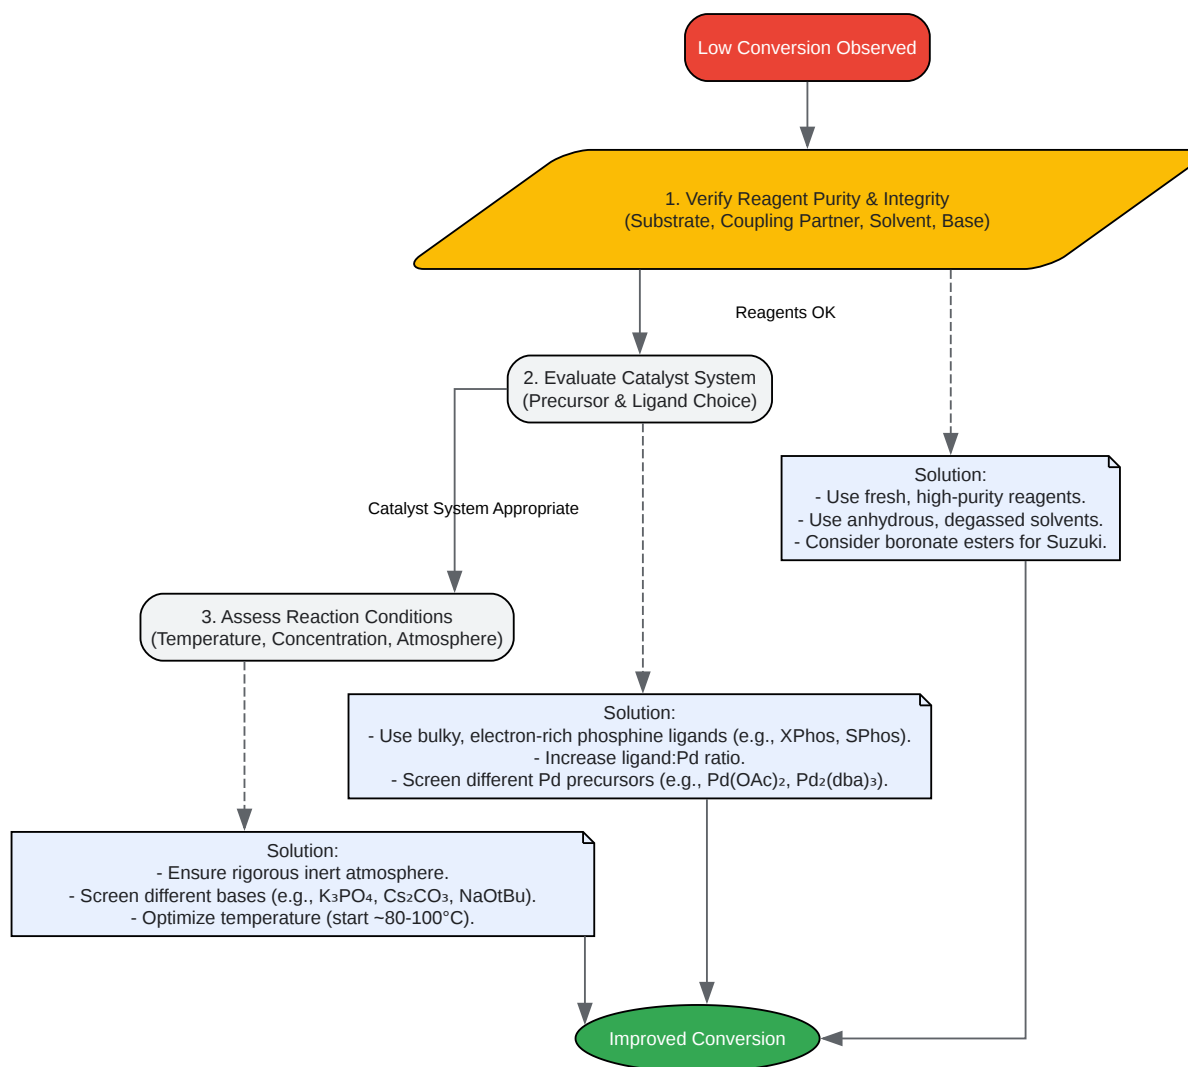 Low Conversion Observed
1. Verify Reagent Purity & Integrity
(Substrate, Coupling Partner, Solvent, Base)
Reagents OK
2. Evaluate Catalyst System
(Precursor & Ligand Choice)
Solution:
- Use fresh, high-purity reagents.
- Use anhydrous, degassed solvents.
- Consider boronate esters for Suzuki.
Catalyst System Appropriate
3. Assess Reaction Conditions
(Temperature, Concentration, Atmosphere)
Solution:
- Use bulky, electron-rich phosphine ligands (e.g., XPhos, SPhos).
- Increase ligand:Pd ratio.
- Screen different Pd precursors (e.g., Pd(OAc)₂, Pd₂(dba)₃).
Solution:
- Ensure rigorous inert atmosphere.
- Screen different bases (e.g., K₃PO₄, Cs₂CO₃, NaOtBu).
- Optimize temperature (start ~80-100°C).
Improved Conversion